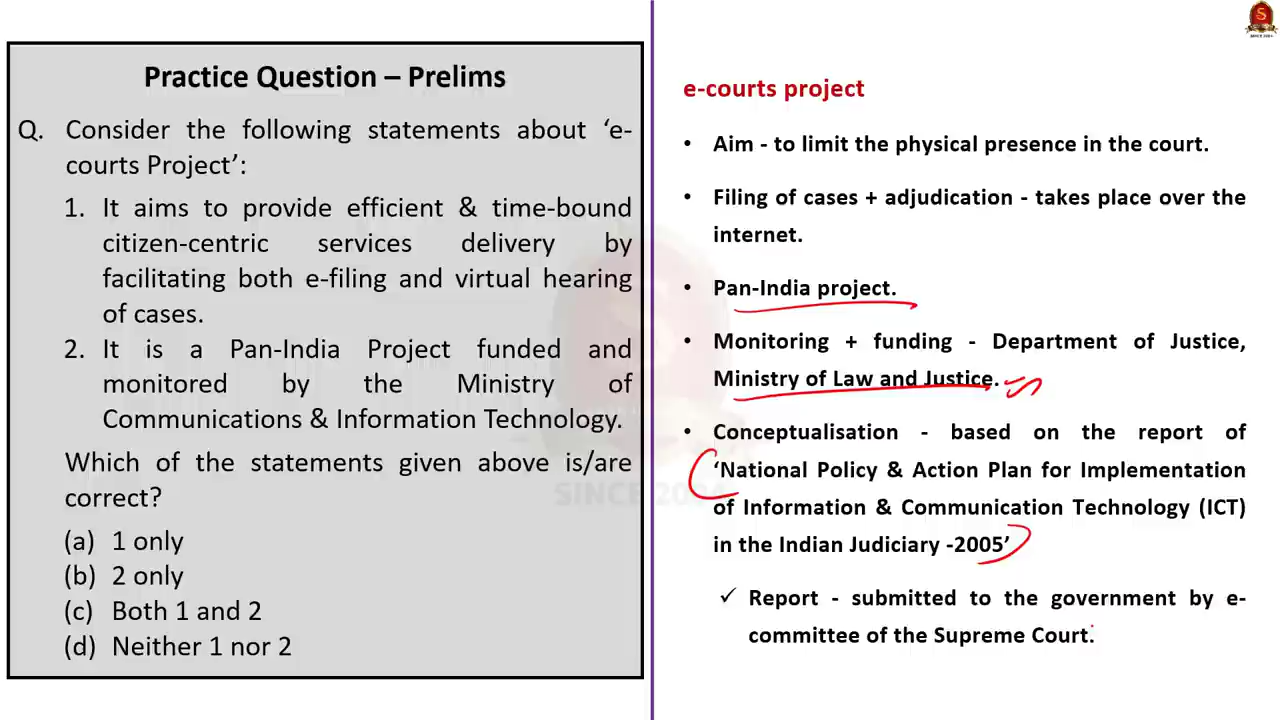 Practice Question – Prelims
Q. Consider the following statements about ‘e-
courts Project’:
1. It aims to provide efficient & time-bound
citizen-centric services delivery by
facilitating both e-filing and virtual hearing
of cases.
2. It is a Pan-India Project funded and
monitored by the Ministry of
Communications & Information Technology.
Which of the statements given above is/are
correct?
(a) 1 only
(b) 2 only
(c) Both 1 and 2
(d) Neither 1 nor 2
e-courts project
• Aim - to limit the physical presence in the court.
• Filing of cases + adjudication - takes place over the
internet.
• Pan-India project.
• Monitoring + funding - Department of Justice,
Ministry of Law and Justice.
• Conceptualisation - based on the report of
‘National Policy & Action Plan for Implementation
of Information & Communication Technology (ICT)
in the Indian Judiciary -2005’
✓ Report - submitted to the government by e-
committee of the Supreme Court.
S
SINCE 2004